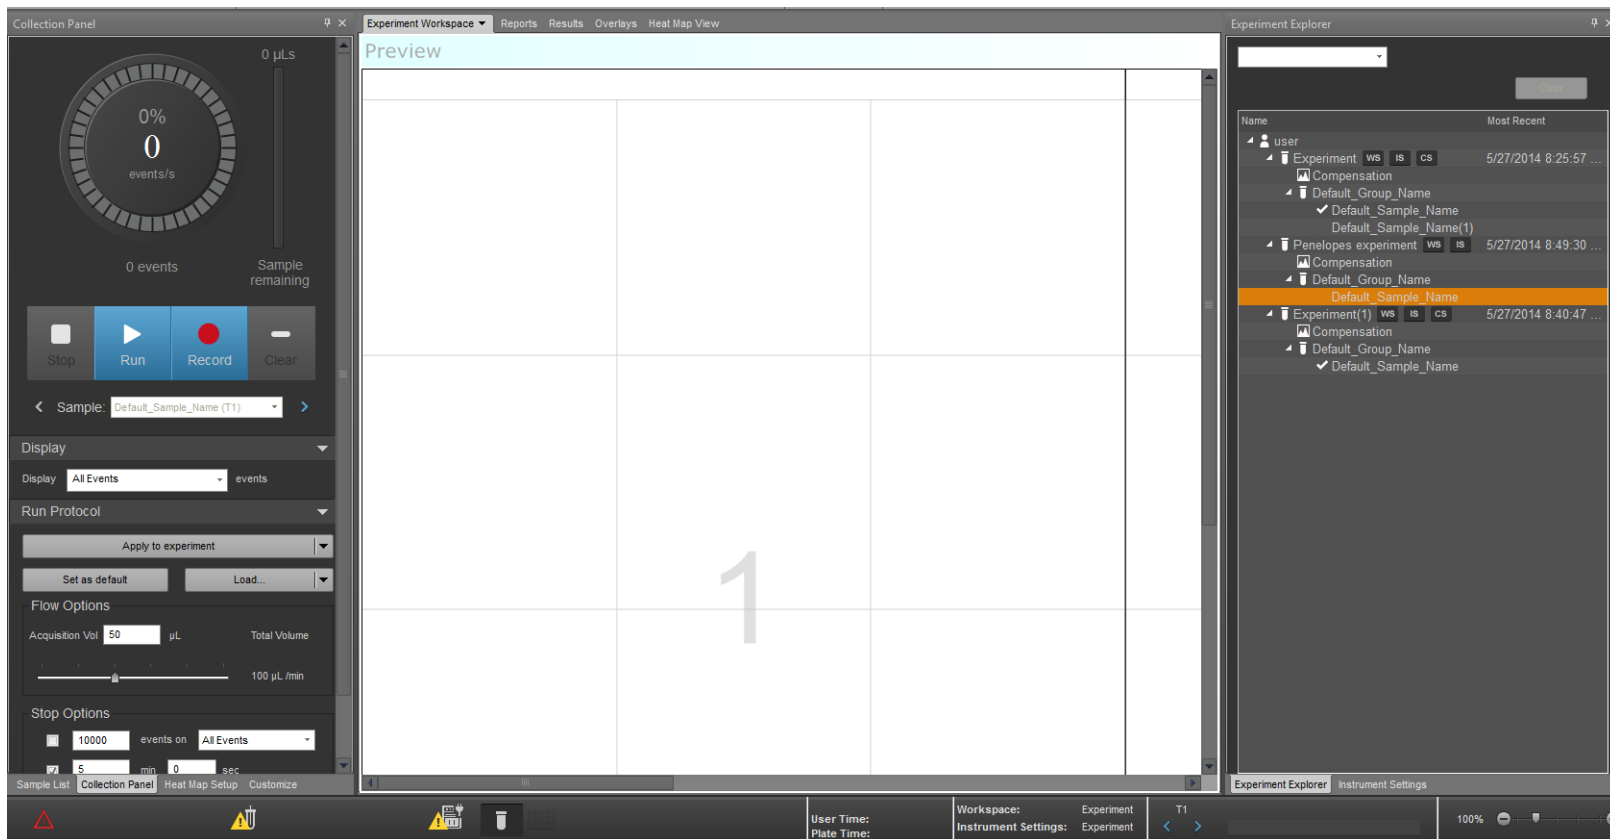 Collection Panel
0 µLs
0%
0
events/s
0 events
Sample
remaining
Stop
Run
Record
Clear
Sample: Default_Sample_Name (T1)
Display
Display All Events events
Run Protocol
Apply to experiment
Set as default
Load...
Flow Options
Acquisition Vol 50 µL Total Volume
100 µL /min
Stop Options
10000 events on All Events
5 min 0 sec
Sample List Collection Panel Heat Map Setup Customize
Experiment Workspace Reports Results Overlays Heat Map View
Preview
1
Experiment Explorer
Clear
Name Most Recent
user
Experiment WS IS CS 5/27/2014 8:25:57 ...
Compensation
Default_Group_Name
Default_Sample_Name
Default_Sample_Name(1)
Penelopes experiment WS IS 5/27/2014 8:49:30 ...
Compensation
Default_Group_Name
Default_Sample_Name
Experiment(1) WS IS CS 5/27/2014 8:40:47 ...
Compensation
Default_Group_Name
Default_Sample_Name
Experiment Explorer Instrument Settings
User Time:
Plate Time:
Workspace: Experiment
Instrument Settings: Experiment
T1
100%